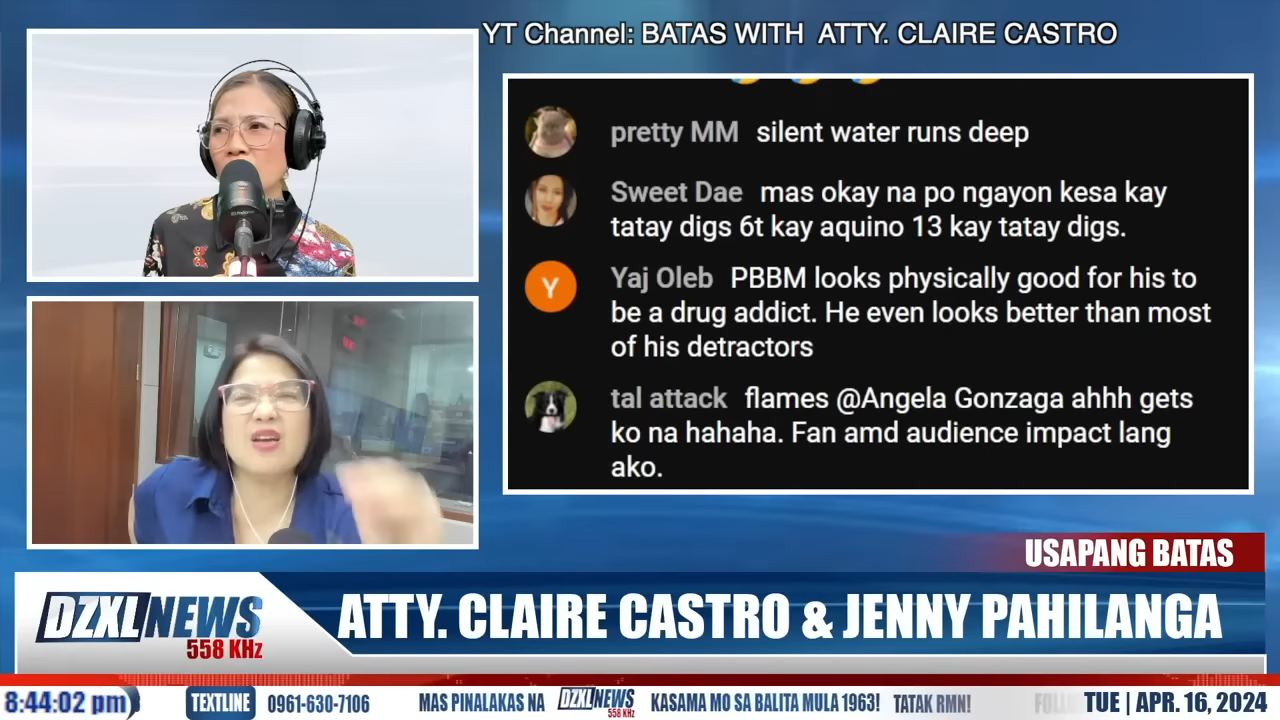 YT Channel: BATAS WITH ATTY. CLAIRE CASTRO
pretty MM silent water runs deep
Sweet Dae mas okay na po ngayon kesa kay
tatay digs 6t kay aquino 13 kay tatay digs.
Y
Yaj Oleb PBBM looks physically good for his to
be a drug addict. He even looks better than most
of his detractors
tal attack flames @Angela Gonzaga ahhh gets
ko na hahaha. Fan amd audience impact lang
ako.
USAPANG BATAS
DZXL NEWS
558 KHz
ATTY. CLAIRE CASTRO & JENNY PAHILANGA
8:44:02 pm
TEXTLINE 0961-630-7106 MAS PINALAKAS NA DZXL NEWS 558 KHz KASAMA MO SA BALITA MULA 1963! TATAK RMN!
TUE | APR. 16, 2024